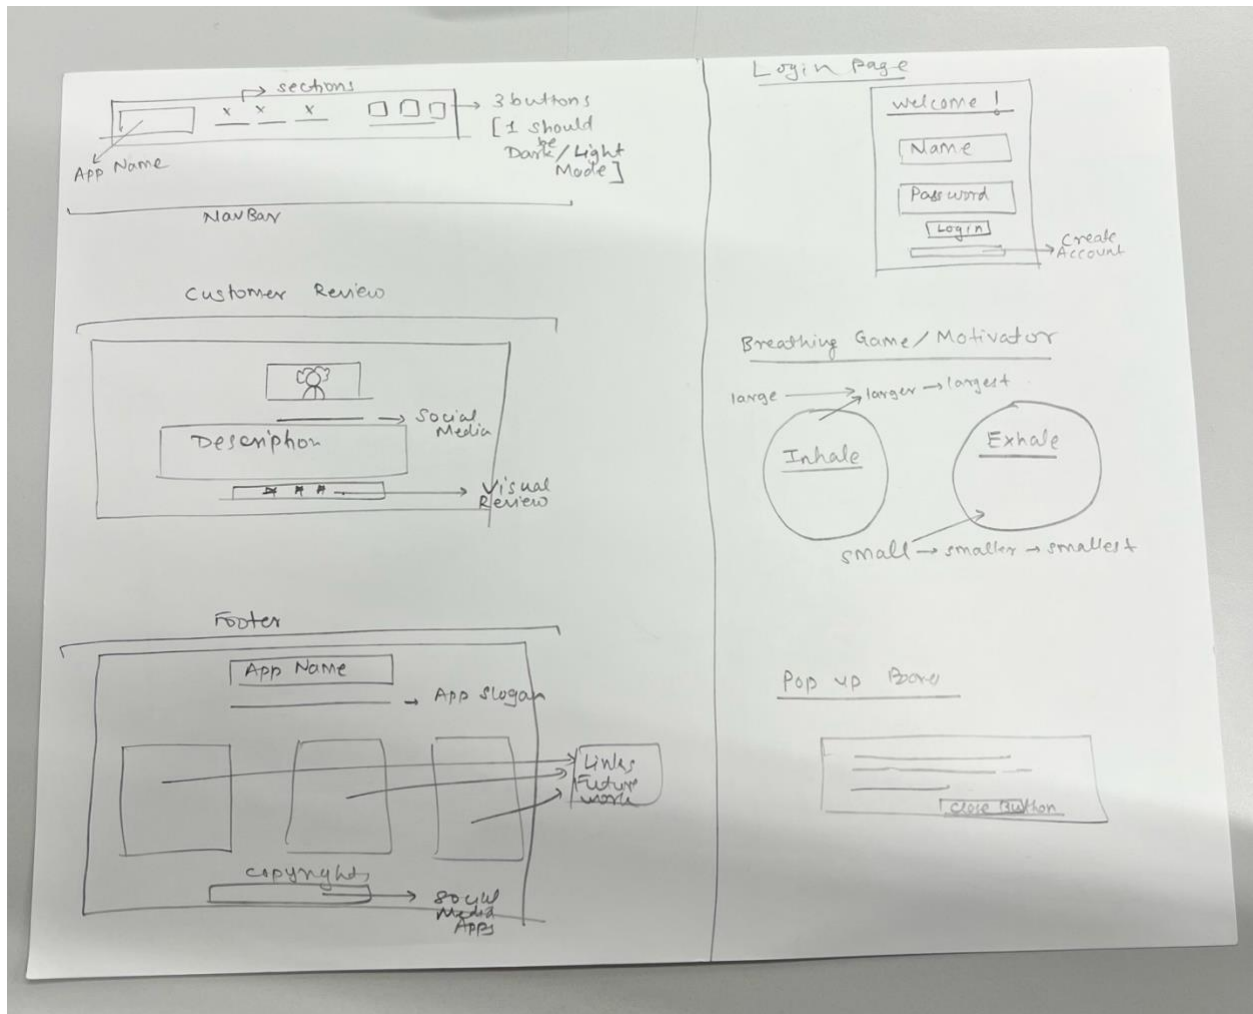 sections
x x x
3 buttons
[1 should
be
Dark/Light
Mode]
App Name
NavBar
Customer Review
Social
Media
Description
Visual
Review
Footer
App Name
App slogan
Links
Future
work
copyrights
Social
Media
Apps
Login Page
welcome !
Name
Password
Login
Create
Account
Breathing Game/Motivator
large
larger
largest
Inhale
Exhale
small → smaller → smallest
Pop up
Close Button